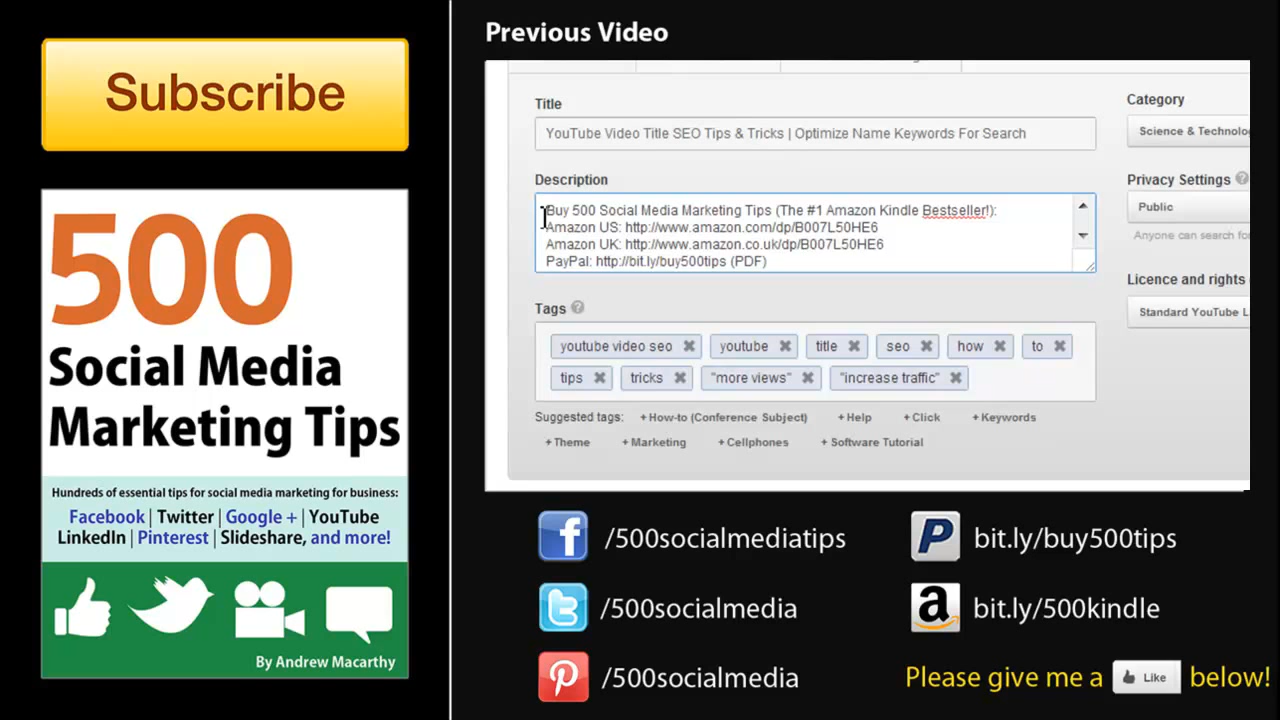 Subscribe
500
Social Media
Marketing Tips
Hundreds of essential tips for social media marketing for business:
Facebook | Twitter | Google + | YouTube
LinkedIn | Pinterest | Slideshare, and more!
By Andrew Macarthy
Previous Video
Title
YouTube Video Title SEO Tips & Tricks | Optimize Name Keywords For Search
Description
Buy 500 Social Media Marketing Tips (The #1 Amazon Kindle Bestseller!):
Amazon US: http://www.amazon.com/dp/B007L50HE6
Amazon UK: http://www.amazon.co.uk/dp/B007L50HE6
PayPal: http://bit.ly/buy500tips (PDF)
Tags ?
youtube video seo ✖ youtube ✖ title ✖ seo ✖ how ✖ to ✖
tips ✖ tricks ✖ "more views" ✖ "increase traffic" ✖
Suggested tags: + How-to (Conference Subject) + Help + Click + Keywords
+ Theme + Marketing + Cellphones + Software Tutorial
Category
Science & Technolo
Privacy Settings ?
Public
Anyone can search for
Licence and rights
Standard YouTube L
/500socialmediatips
/500socialmedia
/500socialmedia
bit.ly/buy500tips
bit.ly/500kindle
Please give me a Like below!